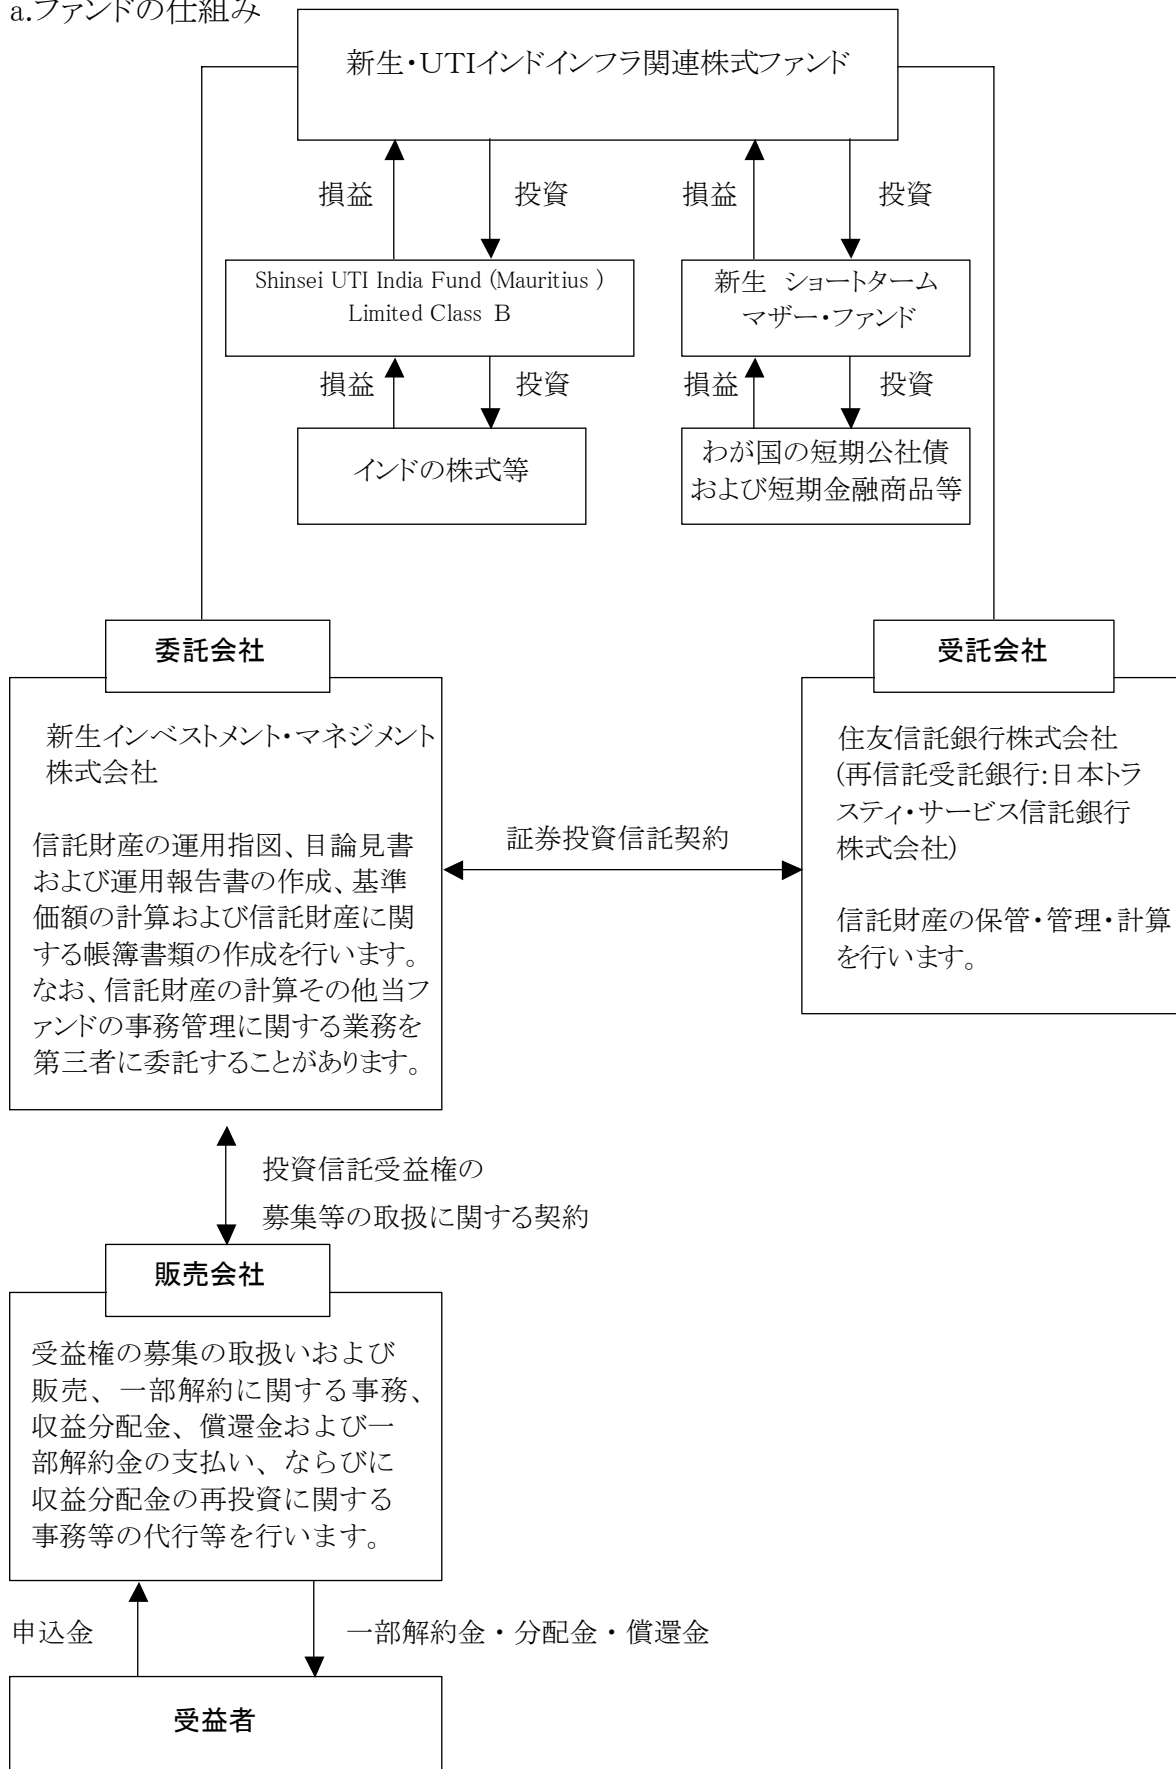 a.ファンドの仕組み
新生・UTIインドインフラ関連株式ファンド
損益
投資
損益
投資
Shinsei UTI India Fund (Mauritius )
Limited Class B
新生 ショートターム
マザー・ファンド
損益
投資
損益
投資
インドの株式等
わが国の短期公社債
および短期金融商品等
委託会社
新生インベストメント・マネジメント
株式会社
信託財産の運用指図、目論見書
および運用報告書の作成、基準
価額の計算および信託財産に関
する帳簿書類の作成を行います。
なお、信託財産の計算その他当フ
ァンドの事務管理に関する業務を
第三者に委託することがあります。
証券投資信託契約
受託会社
住友信託銀行株式会社
(再信託受託銀行:日本トラ
スティ・サービス信託銀行
株式会社)
信託財産の保管・管理・計算
を行います。
投資信託受益権の
募集等の取扱に関する契約
販売会社
受益権の募集の取扱いおよび
販売、一部解約に関する事務、
収益分配金、償還金および一
部解約金の支払い、ならびに
収益分配金の再投資に関する
事務等の代行等を行います。
申込金
一部解約金・分配金・償還金
受益者